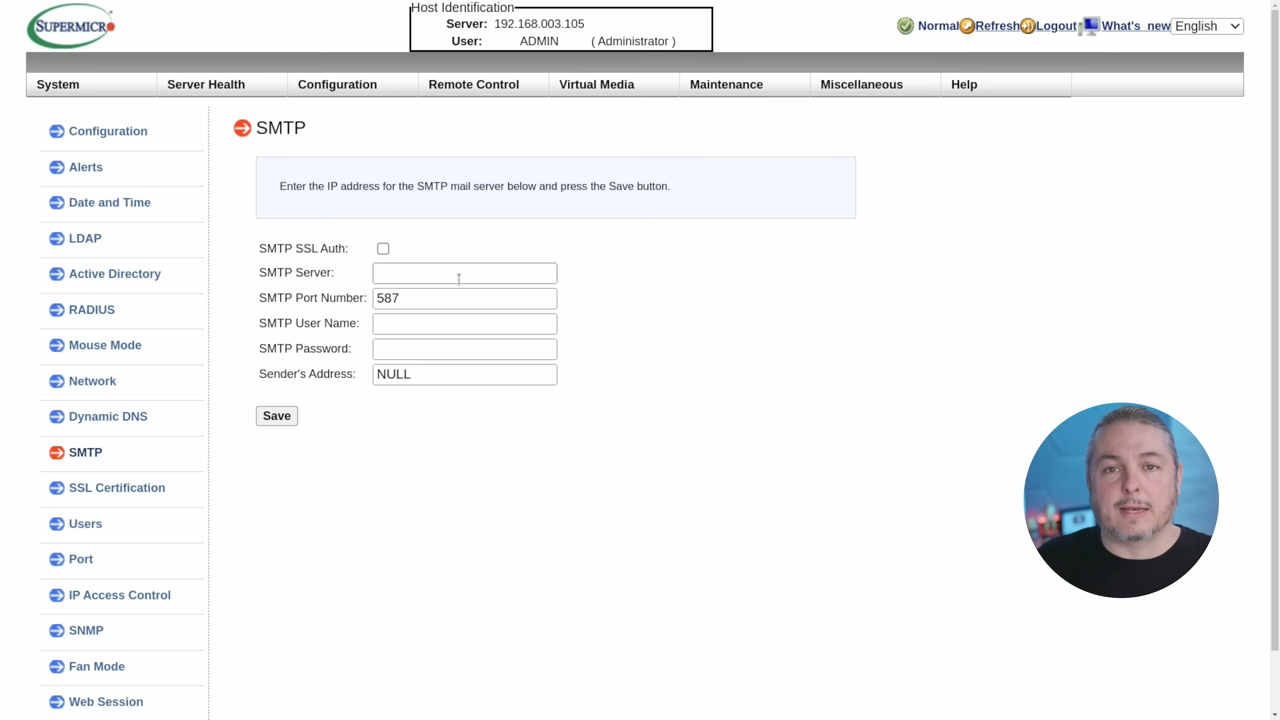 SUPERMICRO
Host Identification
Server: 192.168.003.105
User: ADMIN ( Administrator )
Normal Refresh Logout What's new English
System Server Health Configuration Remote Control Virtual Media Maintenance Miscellaneous Help
Configuration
Alerts
Date and Time
LDAP
Active Directory
RADIUS
Mouse Mode
Network
Dynamic DNS
SMTP
SSL Certification
Users
Port
IP Access Control
SNMP
Fan Mode
Web Session
SMTP
Enter the IP address for the SMTP mail server below and press the Save button.
SMTP SSL Auth:
SMTP Server:
SMTP Port Number: 587
SMTP User Name:
SMTP Password:
Sender's Address: NULL
Save